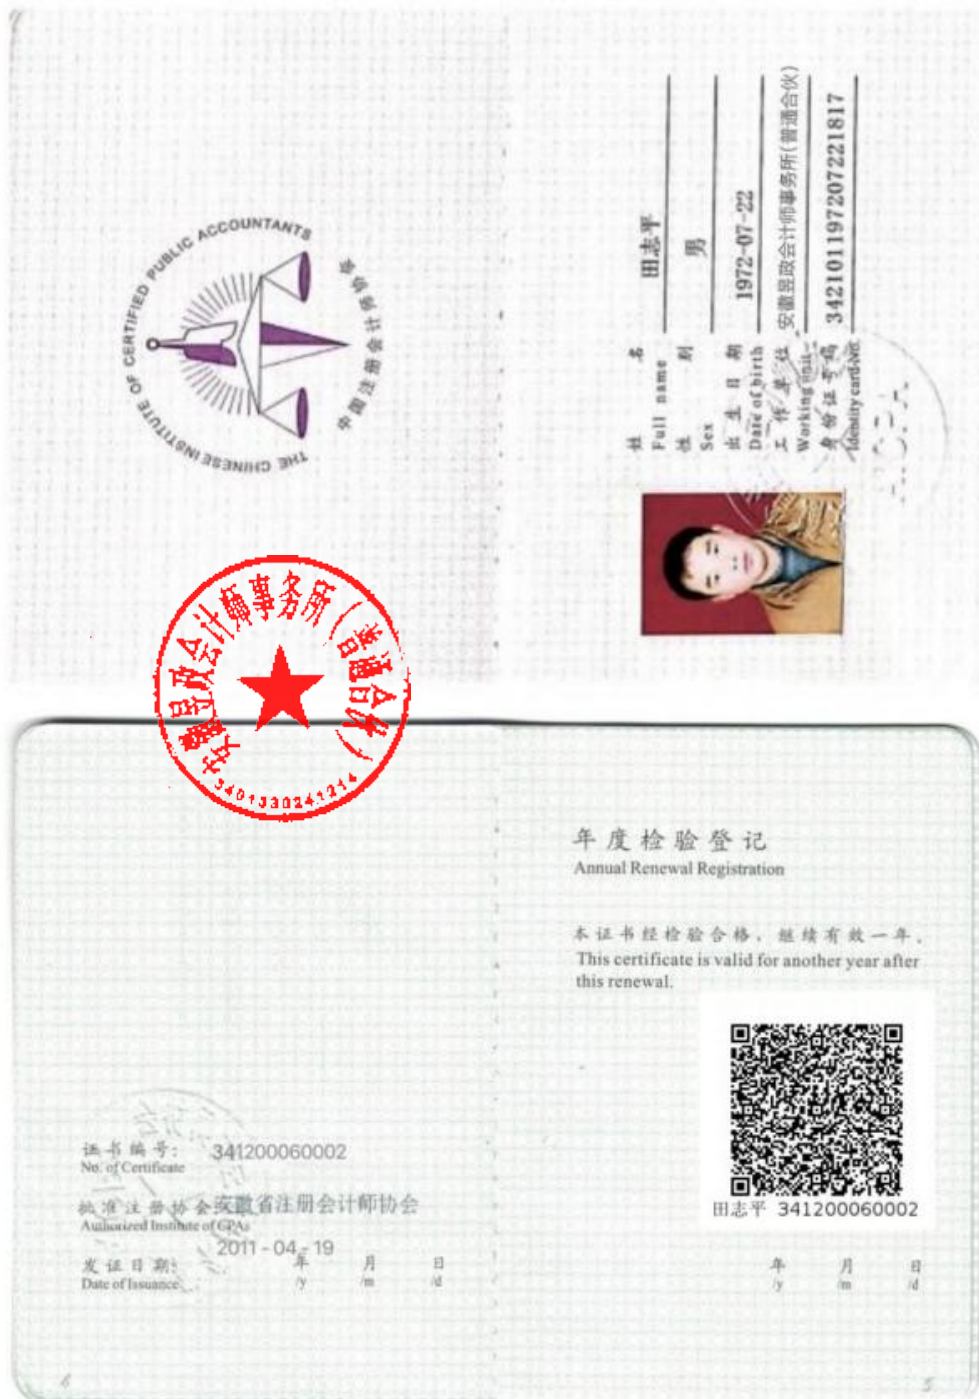 THE CHINESE INSTITUTE OF CERTIFIED PUBLIC ACCOUNTANTS
中国注册会计师协会
姓 名 田志平
Full name
性 别 男
Sex
出生日期 1972-07-22
Date of birth
工作单位 安徽昱政会计师事务所(普通合伙)
Working unit
身份证号码 342101197207221817
Identity card No.
安徽昱政会计师事务所(普通合伙)
3401330241214
年度检验登记
Annual Renewal Registration
本证书经检验合格，继续有效一年。
This certificate is valid for another year after
this renewal.
田志平 341200060002
年 月 日
/y /m /d
证书编号: 341200060002
No. of Certificate
批准注册协会: 安徽省注册会计师协会
Authorized Institute of CPAs
发证日期: 2011-04-19 年 月 日
Date of Issuance /y /m /d
5